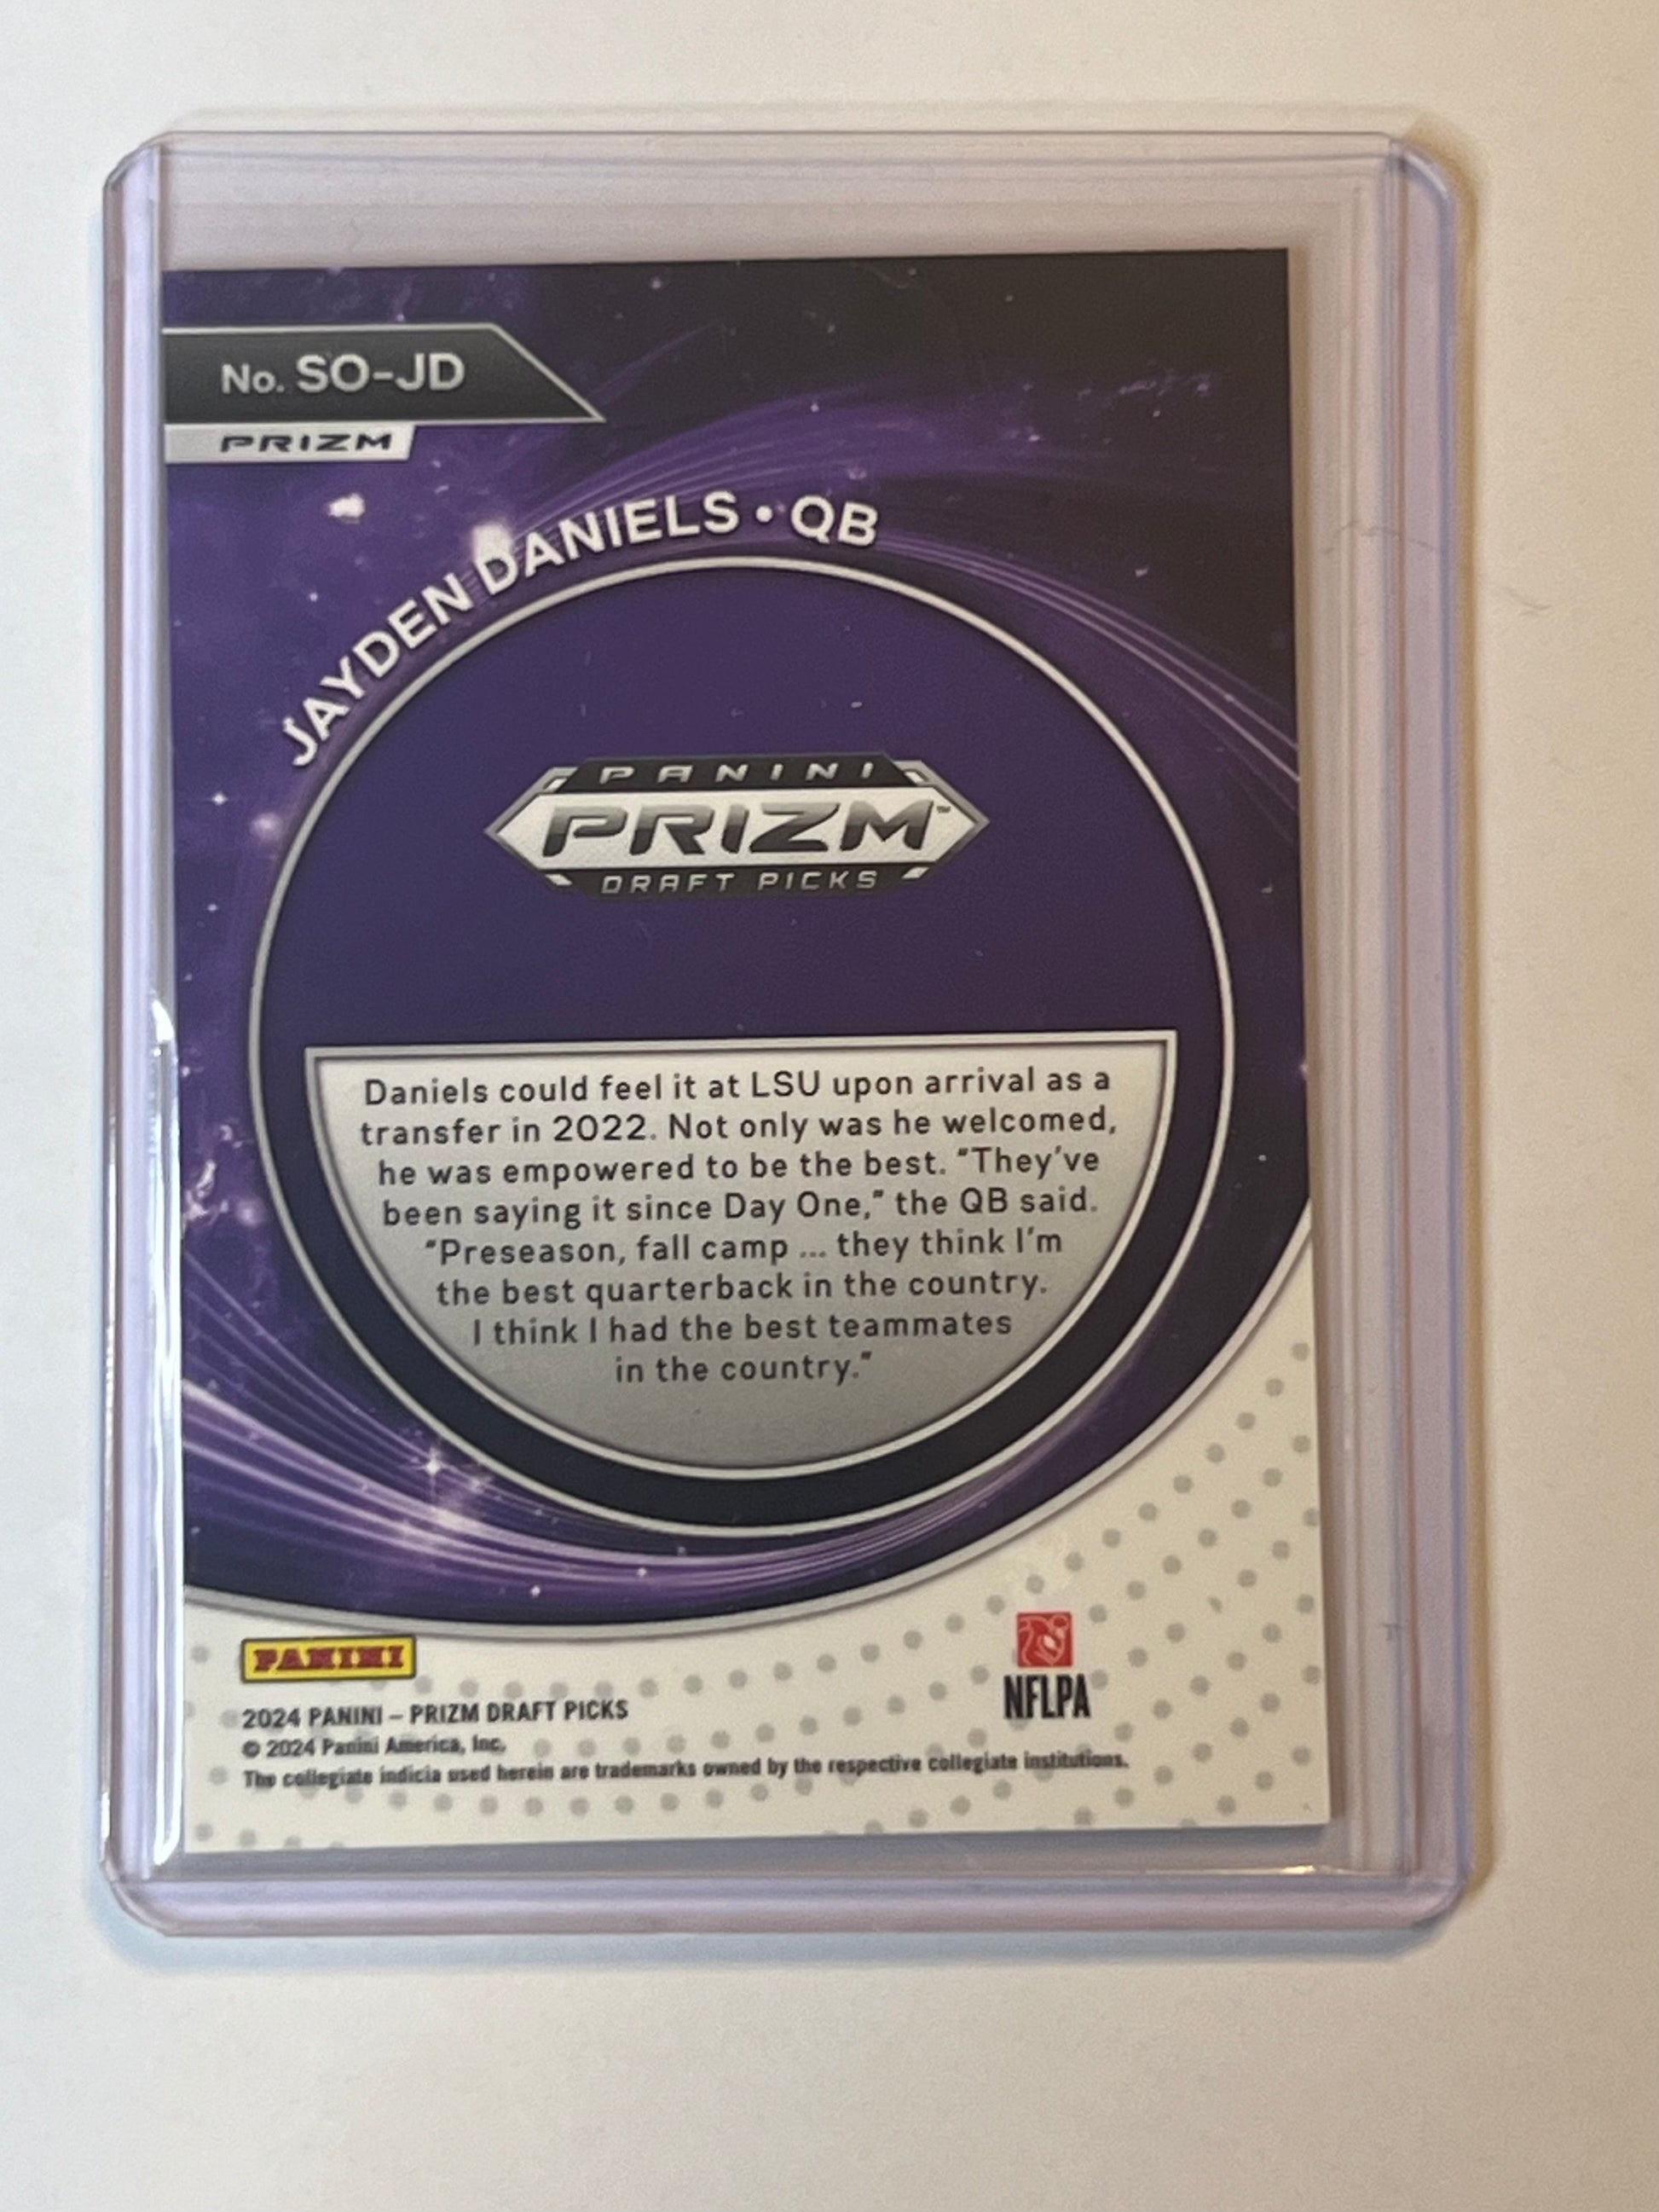 No. SO-JD
PRIZM
JAYDEN DANIELS • QB
PANINI
PRIZM™
DRAFT PICKS
Daniels could feel it at LSU upon arrival as a
transfer in 2022. Not only was he welcomed,
he was empowered to be the best. "They've
been saying it since Day One," the QB said.
"Preseason, fall camp ... they think I'm
the best quarterback in the country.
I think I had the best teammates
in the country."
PANINI
NFLPA
2024 PANINI – PRIZM DRAFT PICKS
© 2024 Panini America, Inc.
The collegiate indicia used herein are trademarks owned by the respective collegiate institutions.